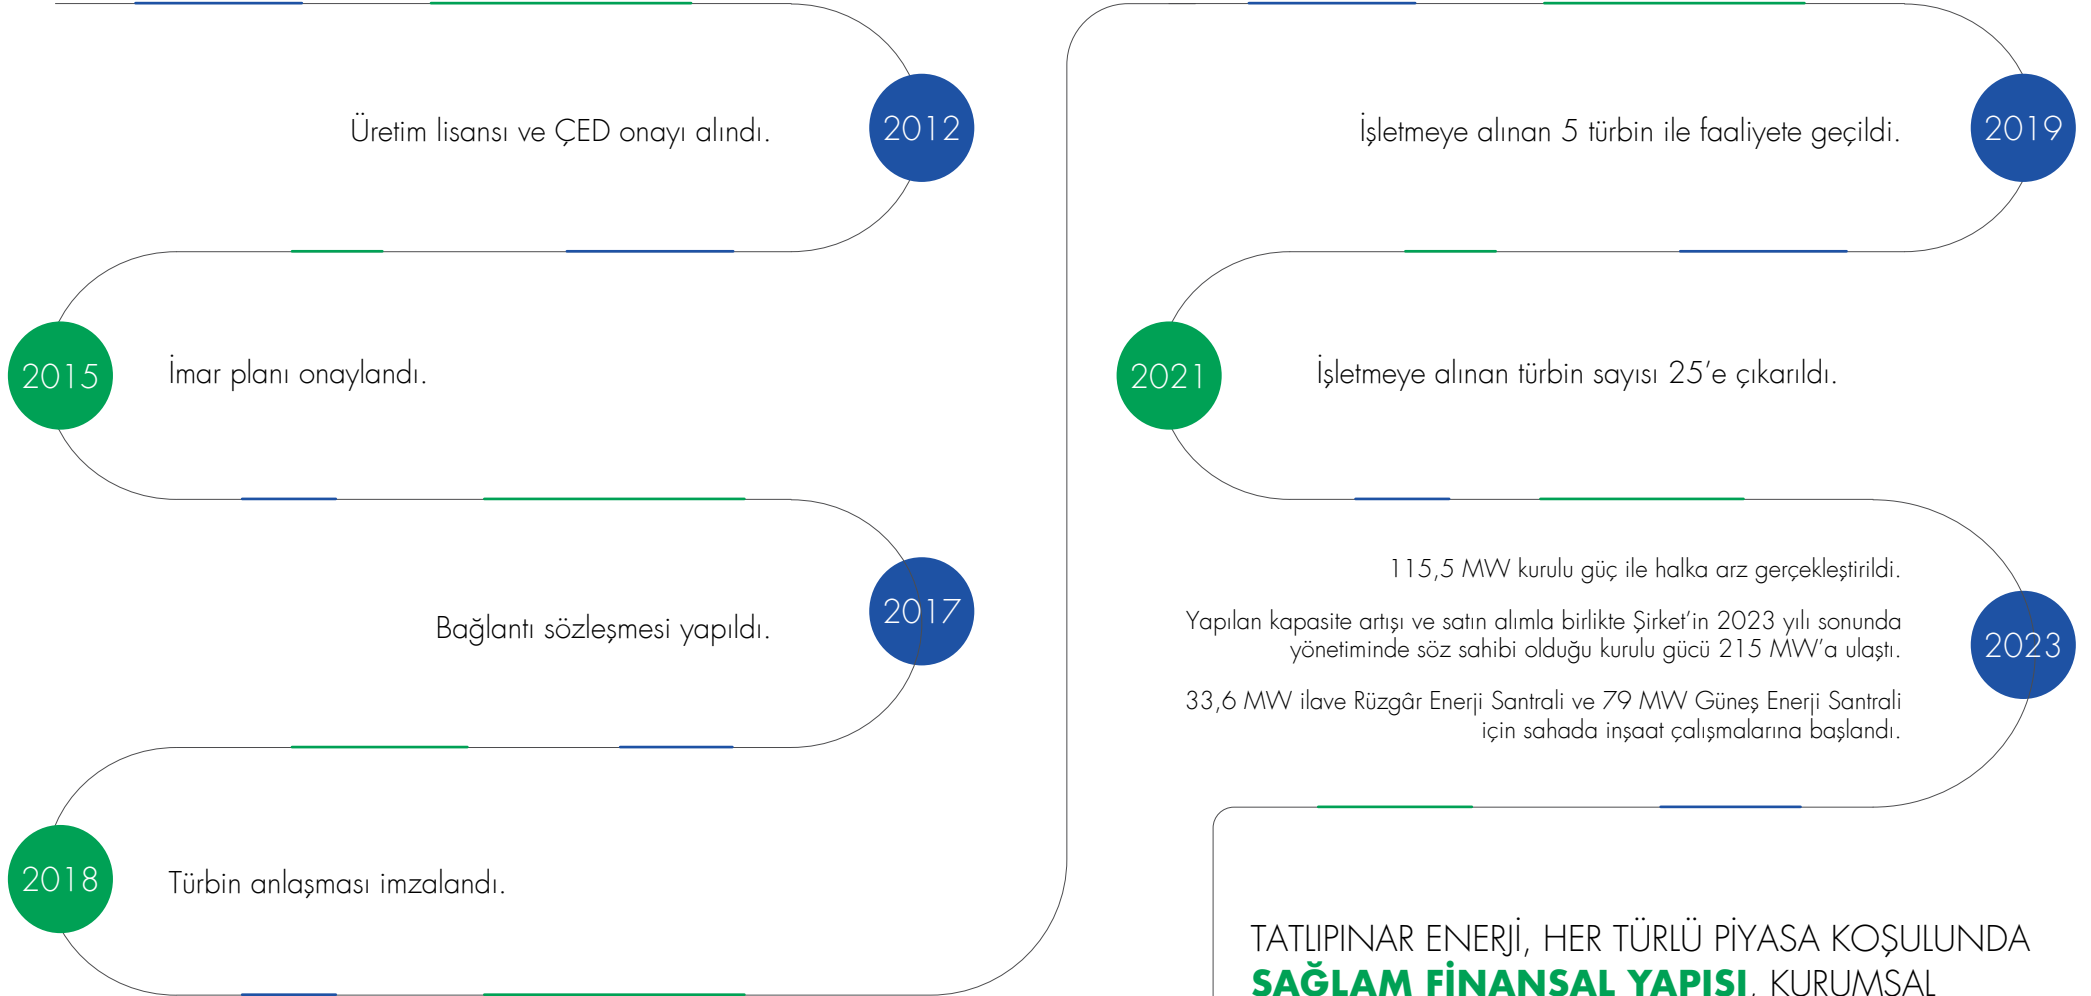 2012
Üretim lisansı ve ÇED onayı alındı.
2015
İmar planı onaylandı.
2017
Bağlantı sözleşmesi yapıldı.
2018
Türbin anlaşması imzalandı.
2019
İşletmeye alınan 5 türbin ile faaliyete geçildi.
2021
İşletmeye alınan türbin sayısı 25’e çıkarıldı.
2023
115,5 MW kurulu güç ile halka arz gerçekleştirildi.
Yapılan kapasite artışı ve satın alımla birlikte Şirket’in 2023 yılı sonunda
yönetiminde söz sahibi olduğu kurulu gücü 215 MW’a ulaştı.
33,6 MW ilave Rüzgâr Enerji Santrali ve 79 MW Güneş Enerji Santrali
için sahada inşaat çalışmalarına başlandı.
TATLIPINAR ENERJİ, HER TÜRLÜ PİYASA KOŞULUNDA
SAĞLAM FİNANSAL YAPISI, KURUMSAL